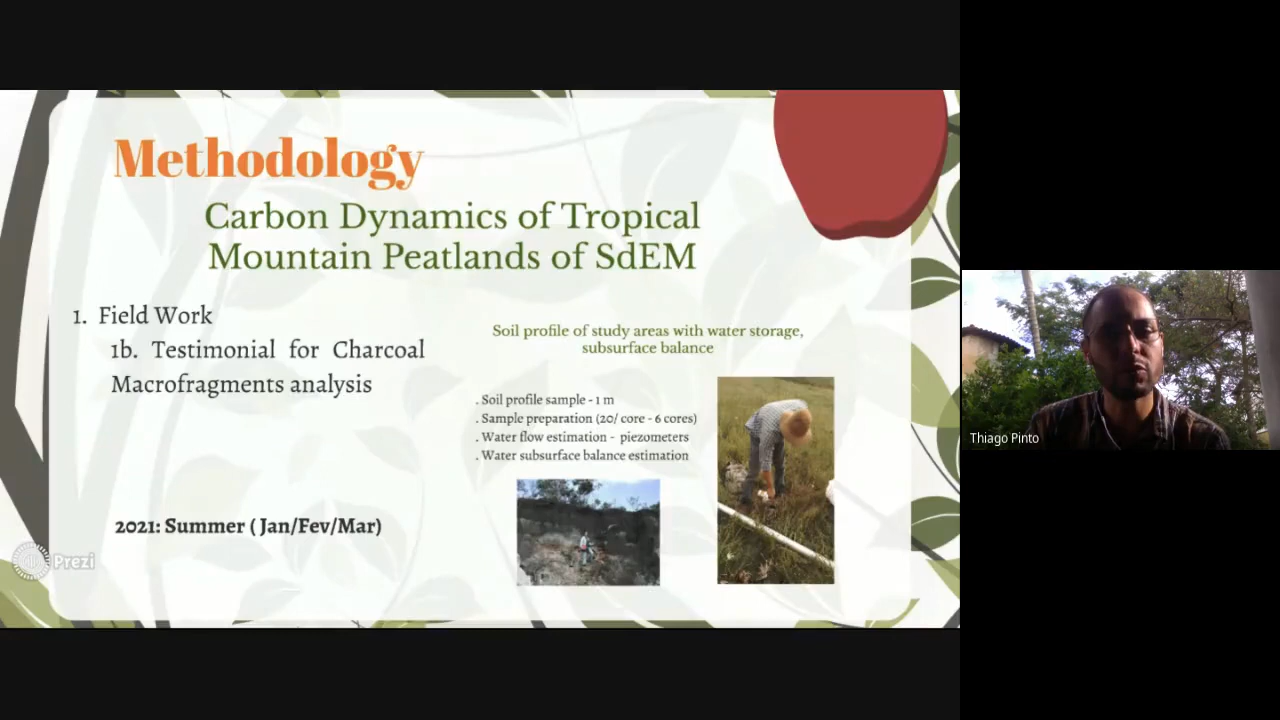 Methodology
Carbon Dynamics of Tropical
Mountain Peatlands of SdEM
1. Field Work
1b. Testimonial for Charcoal
Macrofragments analysis
2021: Summer ( Jan/Fev/Mar)
Soil profile of study areas with water storage,
subsurface balance
. Soil profile sample - 1 m
. Sample preparation (20/ core - 6 cores)
. Water flow estimation - piezometers
. Water subsurface balance estimation
Prezi
Thiago Pinto